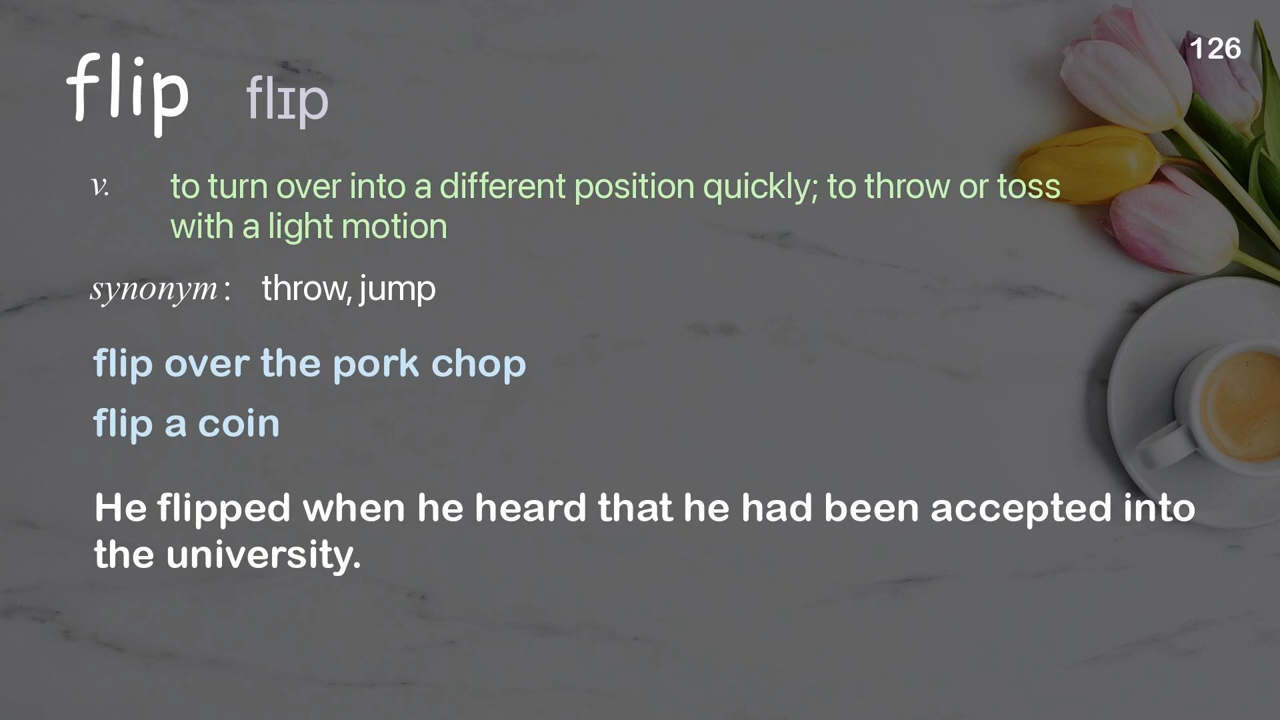 126
flip flɪp
v. to turn over into a different position quickly; to throw or toss
with a light motion
synonym: throw, jump
flip over the pork chop
flip a coin
He flipped when he heard that he had been accepted into
the university.